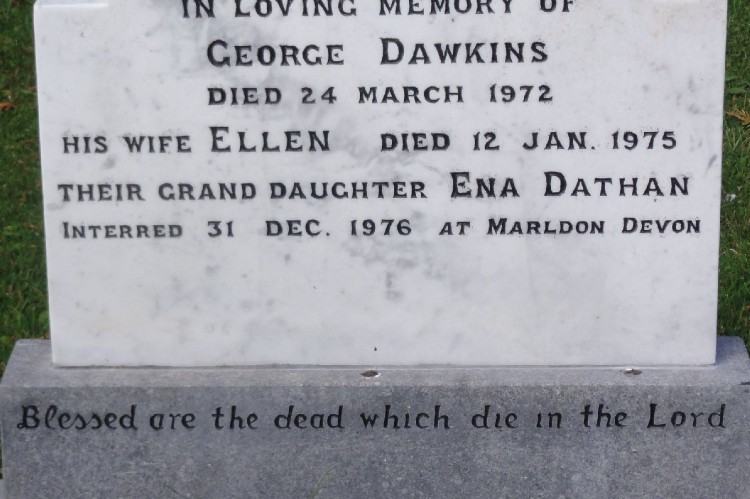 IN LOVING MEMORY OF
GEORGE DAWKINS
DIED 24 MARCH 1972
HIS WIFE ELLEN DIED 12 JAN. 1975
THEIR GRAND DAUGHTER ENA DATHAN
INTERRED 31 DEC. 1976 AT MARLDON DEVON
Blessed are the dead which die in the Lord